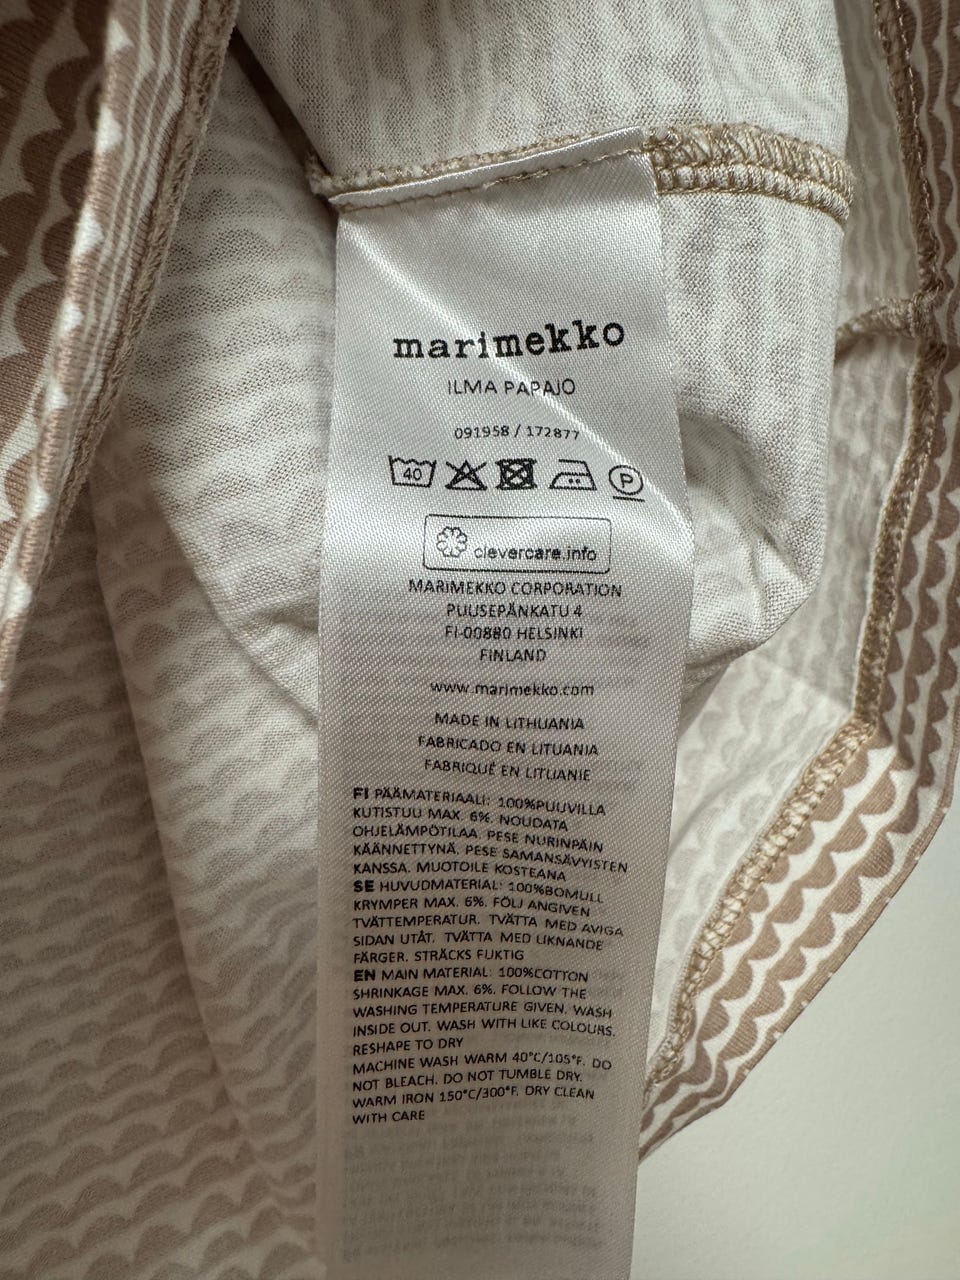 marimekko
ILMA PAPAJO
091958 / 172877
40 P
clevercare.info
MARIMEKKO CORPORATION
PUUSEPÄNKATU 4
FI-00880 HELSINKI
FINLAND
www.marimekko.com
MADE IN LITHUANIA
FABRICADO EN LITUANIA
FABRIQUÉ EN LITUANIE
FI PÄÄMATERIAALI: 100%PUUVILLA
KUTISTUU MAX. 6%. NOUDATA
OHJELÄMPÖTILAA. PESE NURINPÄIN
KÄÄNNETTYNÄ. PESE SAMANSÄVYISTEN
KANSSA. MUOTOILE KOSTEANA
SE HUVUDMATERIAL: 100%BOMULL
KRYMPER MAX. 6%. FÖLJ ANGIVEN
TVÄTTEMPERATUR. TVÄTTA MED AVIGA
SIDAN UTÅT. TVÄTTA MED LIKNANDE
FÄRGER. STRÄCKS FUKTIG
EN MAIN MATERIAL: 100%COTTON
SHRINKAGE MAX. 6%. FOLLOW THE
WASHING TEMPERATURE GIVEN. WASH
INSIDE OUT. WASH WITH LIKE COLOURS.
RESHAPE TO DRY
MACHINE WASH WARM 40°C/105°F. DO
NOT BLEACH. DO NOT TUMBLE DRY.
WARM IRON 150°C/300°F. DRY CLEAN
WITH CARE